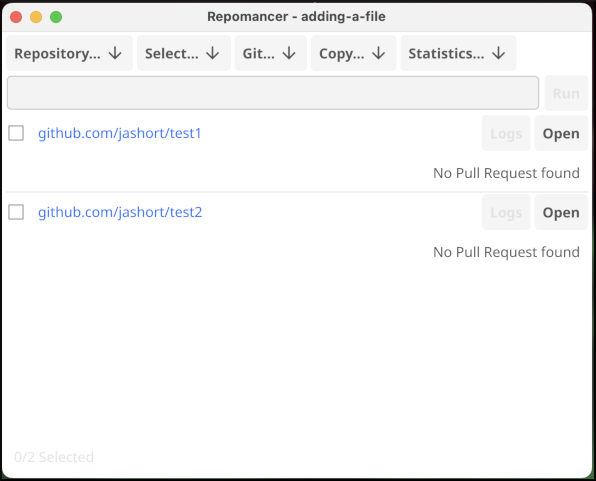 Repomancer - adding-a-file
Repository... Select... Git... Copy... Statistics...
Run
github.com/jashort/test1 Logs Open
No Pull Request found
github.com/jashort/test2 Logs Open
No Pull Request found
0/2 Selected